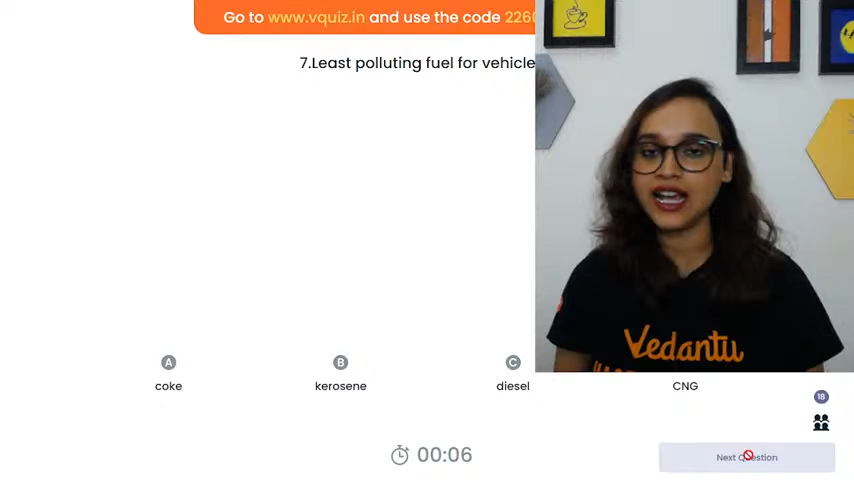 Go to www.vquiz.in and use the code 226
7.Least polluting fuel for vehicle
Vedantu
A
B
C
coke
kerosene
diesel
CNG
18
00:06
Next Question